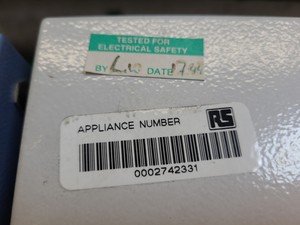 TESTED FOR
ELECTRICAL SAFETY
BY DATE
APPLIANCE NUMBER RS
0002742331